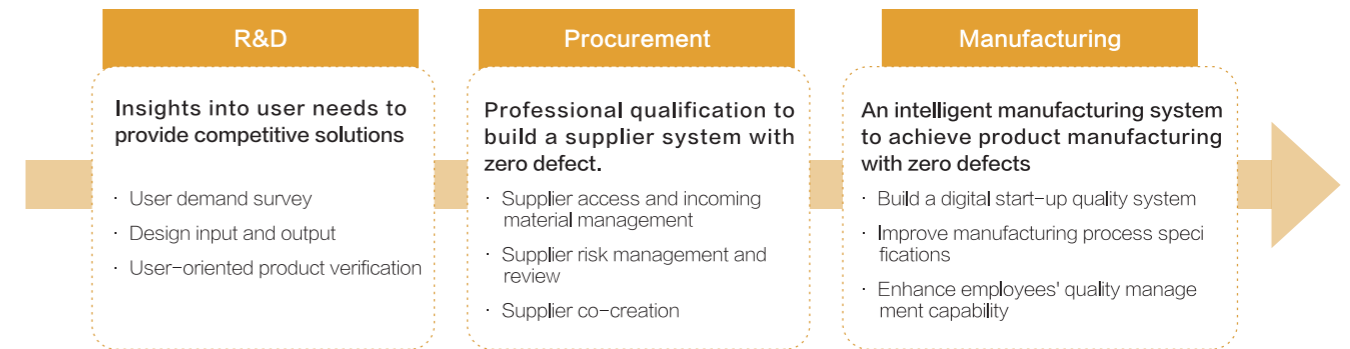 R&D
Insights into user needs to
provide competitive solutions
· User demand survey
· Design input and output
· User-oriented product verification
Procurement
Professional qualification to
build a supplier system with
zero defect.
· Supplier access and incoming
material management
· Supplier risk management and
review
· Supplier co-creation
Manufacturing
An intelligent manufacturing system
to achieve product manufacturing
with zero defects
· Build a digital start-up quality system
· Improve manufacturing process speci
fications
· Enhance employees' quality manage
ment capability